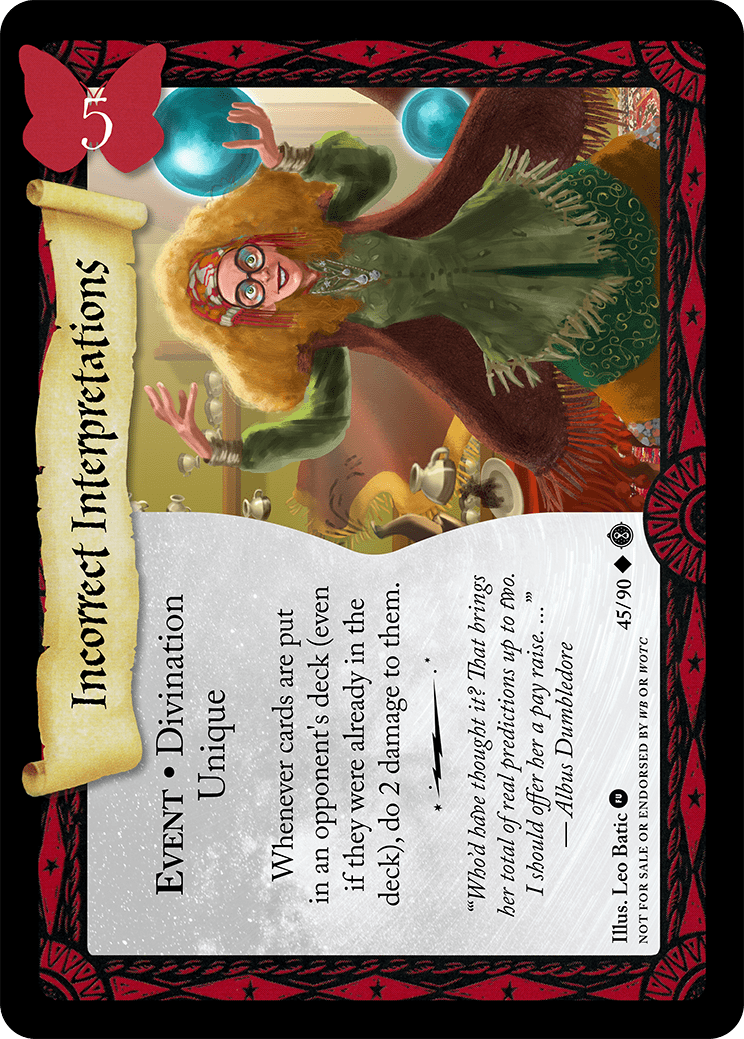 5
Incorrect Interpretations
EVENT • Divination
Unique
Whenever cards are put
in an opponent's deck (even
if they were already in the
deck), do 2 damage to them.
“‘Who'd have thought it? That brings
her total of real predictions up to two.
I should offer her a pay raise. ...’”
— Albus Dumbledore
Illus. Leo Batic FU
45/90
NOT FOR SALE OR ENDORSED BY WB OR WOTC